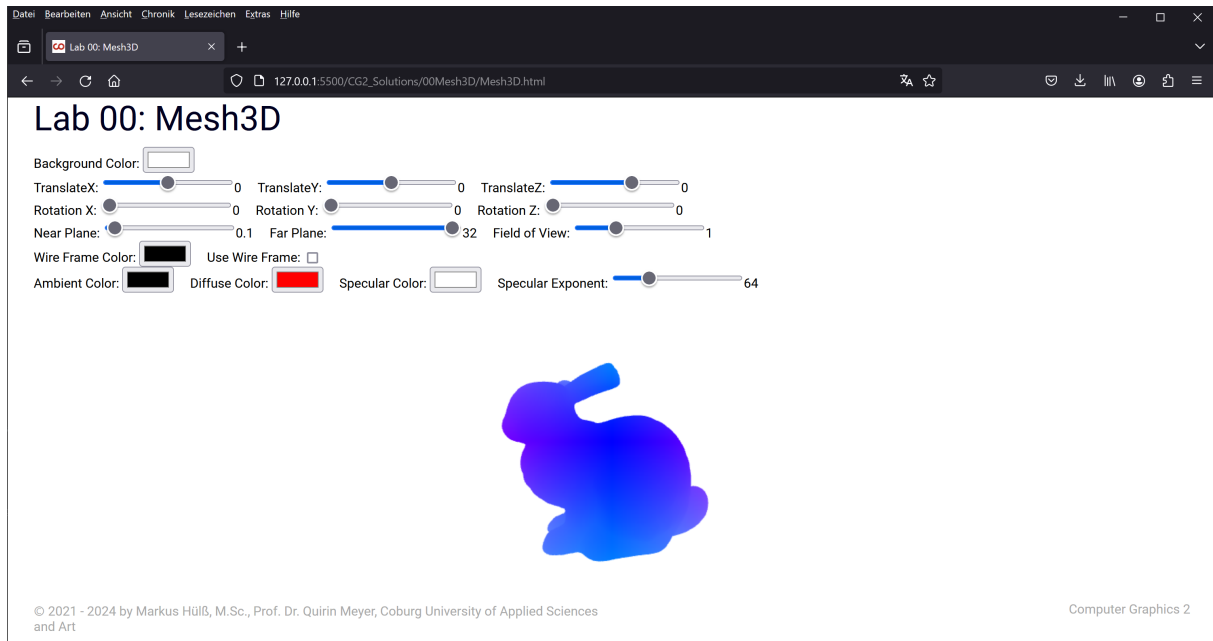 Datei Bearbeiten Ansicht Chronik Lesezeichen Extras Hilfe
Lab 00: Mesh3D
127.0.0.1:5500/CG2_Solutions/00Mesh3D/Mesh3D.html
Lab 00: Mesh3D
Background Color:
TranslateX: 0 TranslateY: 0 TranslateZ: 0
Rotation X: 0 Rotation Y: 0 Rotation Z: 0
Near Plane: 0.1 Far Plane: 32 Field of View: 1
Wire Frame Color: Use Wire Frame:
Ambient Color: Diffuse Color: Specular Color: Specular Exponent: 64
© 2021 - 2024 by Markus Hülß, M.Sc., Prof. Dr. Quirin Meyer, Coburg University of Applied Sciences
and Art
Computer Graphics 2